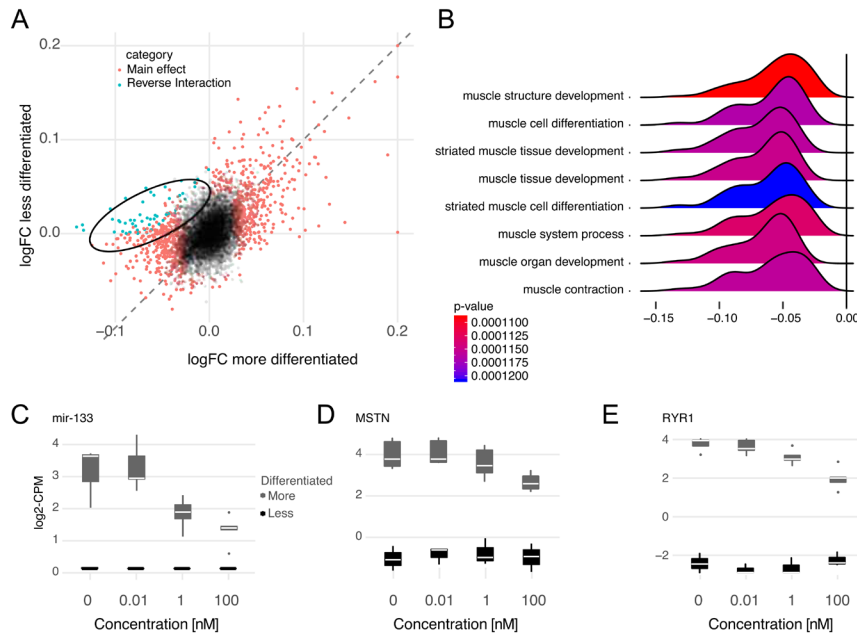 A
B
0.2
category
Main effect
Reverse Interaction
0.1
0.0
logFC less differentiated
−0.1
0.0
0.1
0.2
logFC more differentiated
muscle structure development
muscle cell differentiation
striated muscle tissue development
muscle tissue development
striated muscle cell differentiation
muscle system process
muscle organ development
muscle contraction
−0.15
−0.10
−0.05
0.00
p-value
0.0001100
0.0001125
0.0001150
0.0001175
0.0001200
C
mir-133
4
3
2
1
0
log2-CPM
0
0.01
1
100
Concentration [nM]
Differentiated
More
Less
D
MSTN
4
0
0
0.01
1
100
Concentration [nM]
E
RYR1
4
2
0
−2
0
0.01
1
100
Concentration [nM]